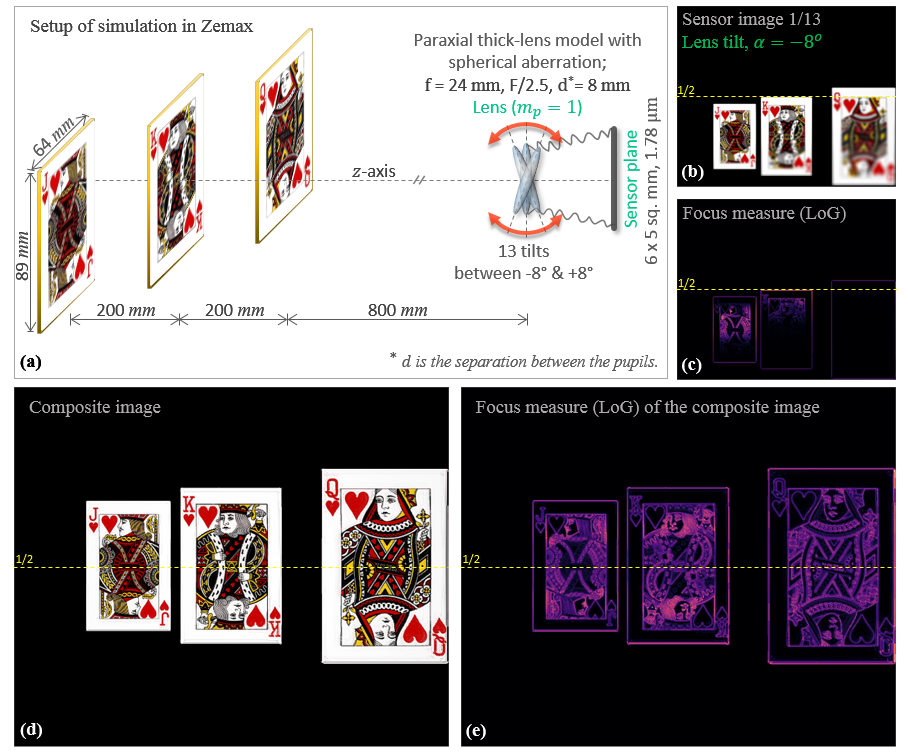 Setup of simulation in Zemax
Paraxial thick-lens model with
spherical aberration;
f = 24 mm, F/2.5, d*= 8 mm
Lens (m_p = 1)
64 mm
89 mm
J
J
K
K
Q
Q
z-axis
Sensor plane
6 x 5 sq. mm, 1.78 µm
13 tilts
between -8° & +8°
200 mm
200 mm
800 mm
(a)
* d is the separation between the pupils.
Sensor image 1/13
Lens tilt, α = −8°
1/2
J
J
K
K
Q
(b)
Focus measure (LoG)
1/2
(c)
Composite image
J
J
K
K
Q
Q
1/2
(d)
Focus measure (LoG) of the composite image
J
J
K
K
Q
Q
1/2
(e)